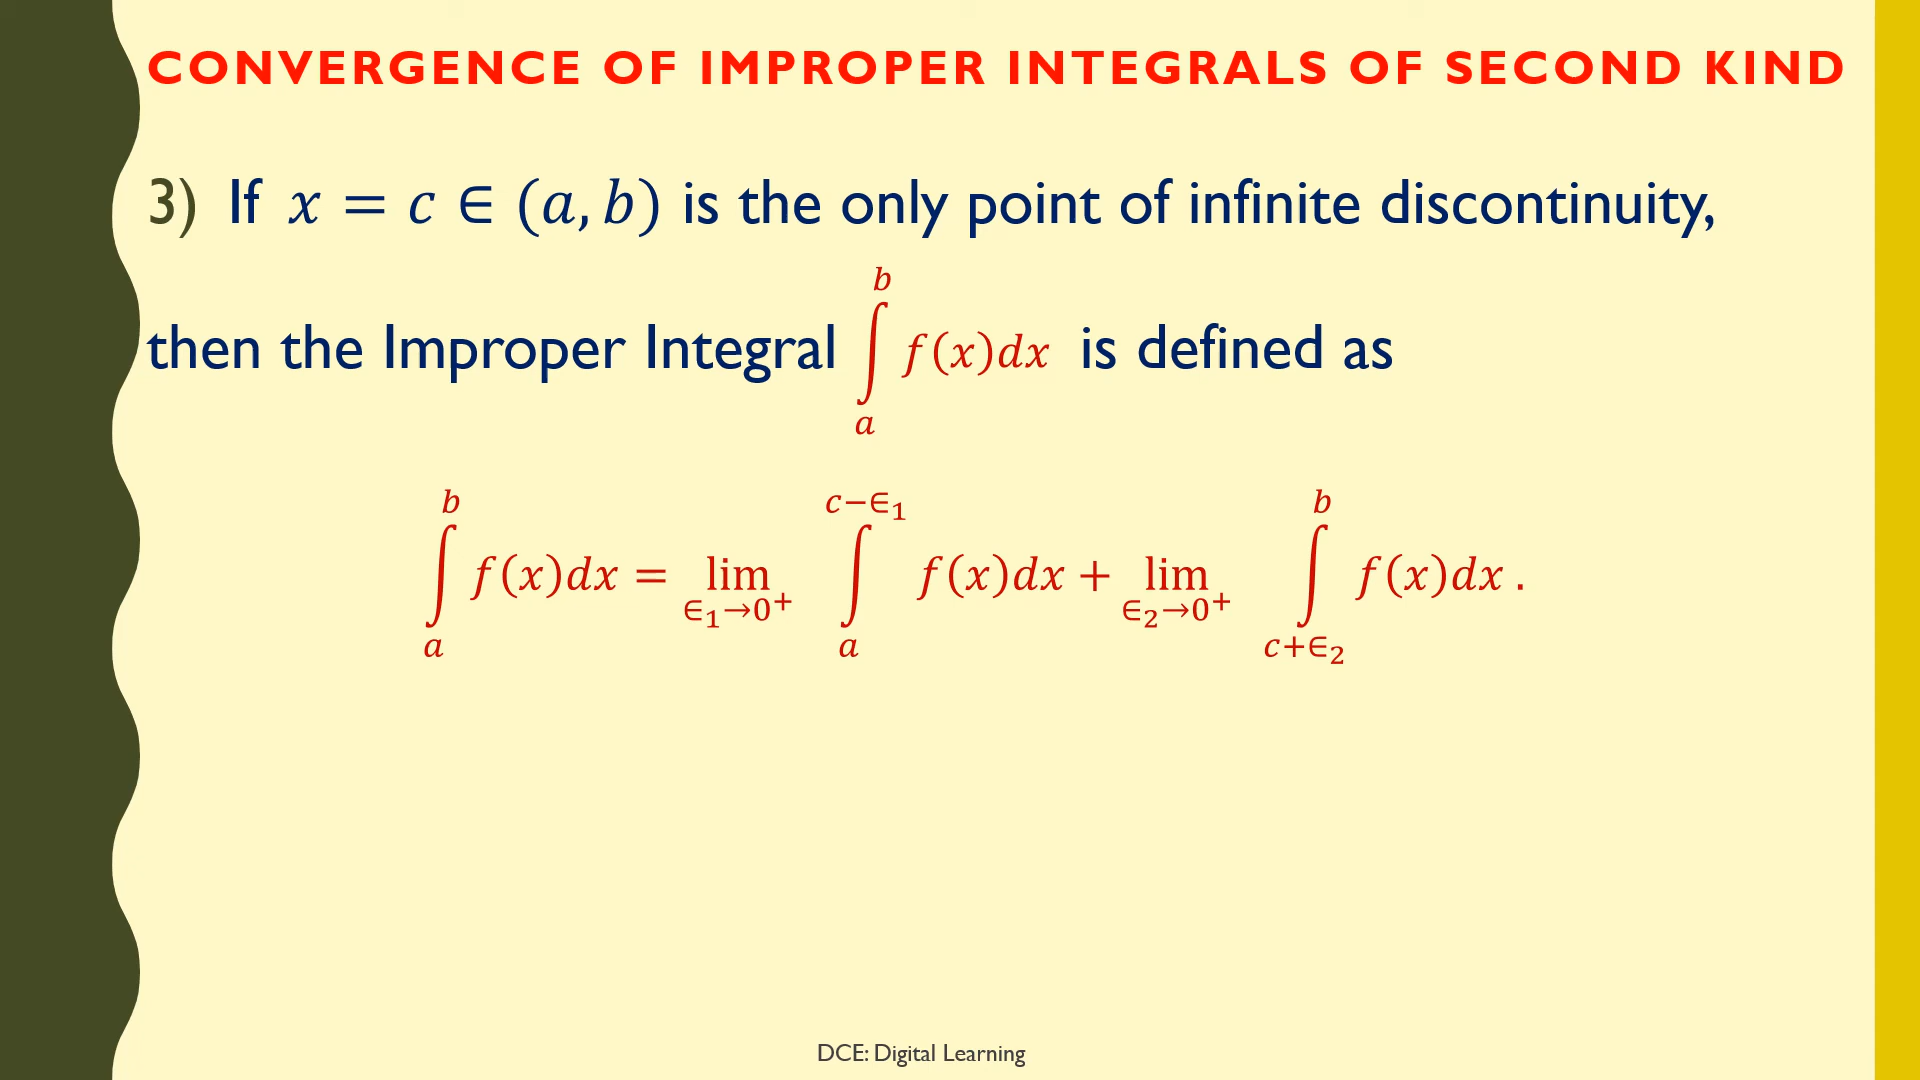 CONVERGENCE OF IMPROPER INTEGRALS OF SECOND KIND
3) If x = c ∈ (a, b) is the only point of infinite discontinuity,
then the Improper Integral ∫_a^b f(x)dx is defined as
∫_a^b f(x)dx = lim_{∈₁→0⁺} ∫_a^{c−∈₁} f(x)dx + lim_{∈₂→0⁺} ∫_{c+∈₂}^b f(x)dx .
DCE: Digital Learning